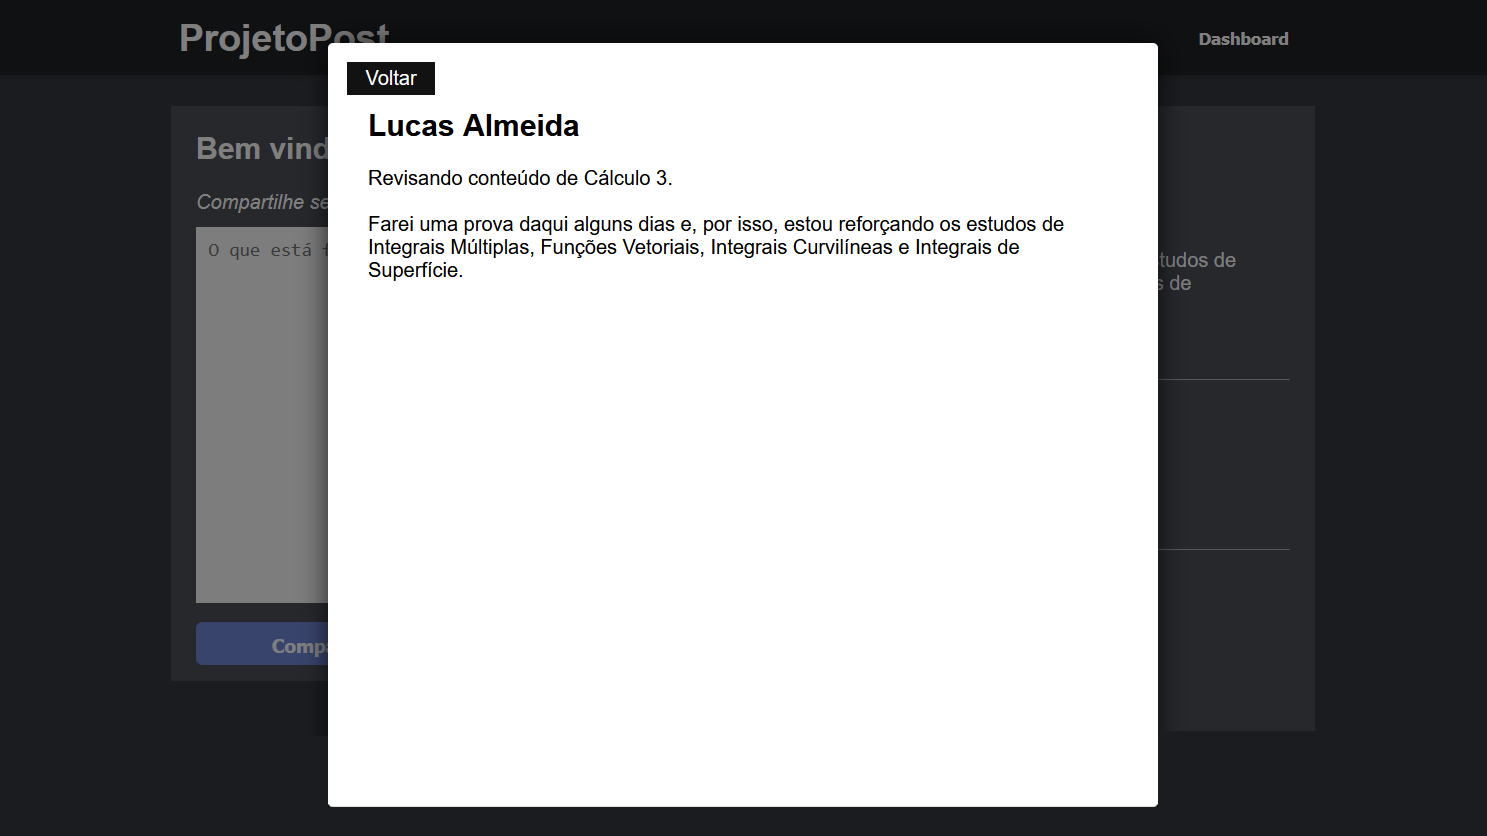 ProjetoPost
Dashboard
Voltar
Lucas Almeida
Revisando conteúdo de Cálculo 3.
Farei uma prova daqui alguns dias e, por isso, estou reforçando os estudos de
Integrais Múltiplas, Funções Vetoriais, Integrais Curvilíneas e Integrais de
Superfície.
Bem vind
Compartilhe se
O que está
Comp
tudos de
de